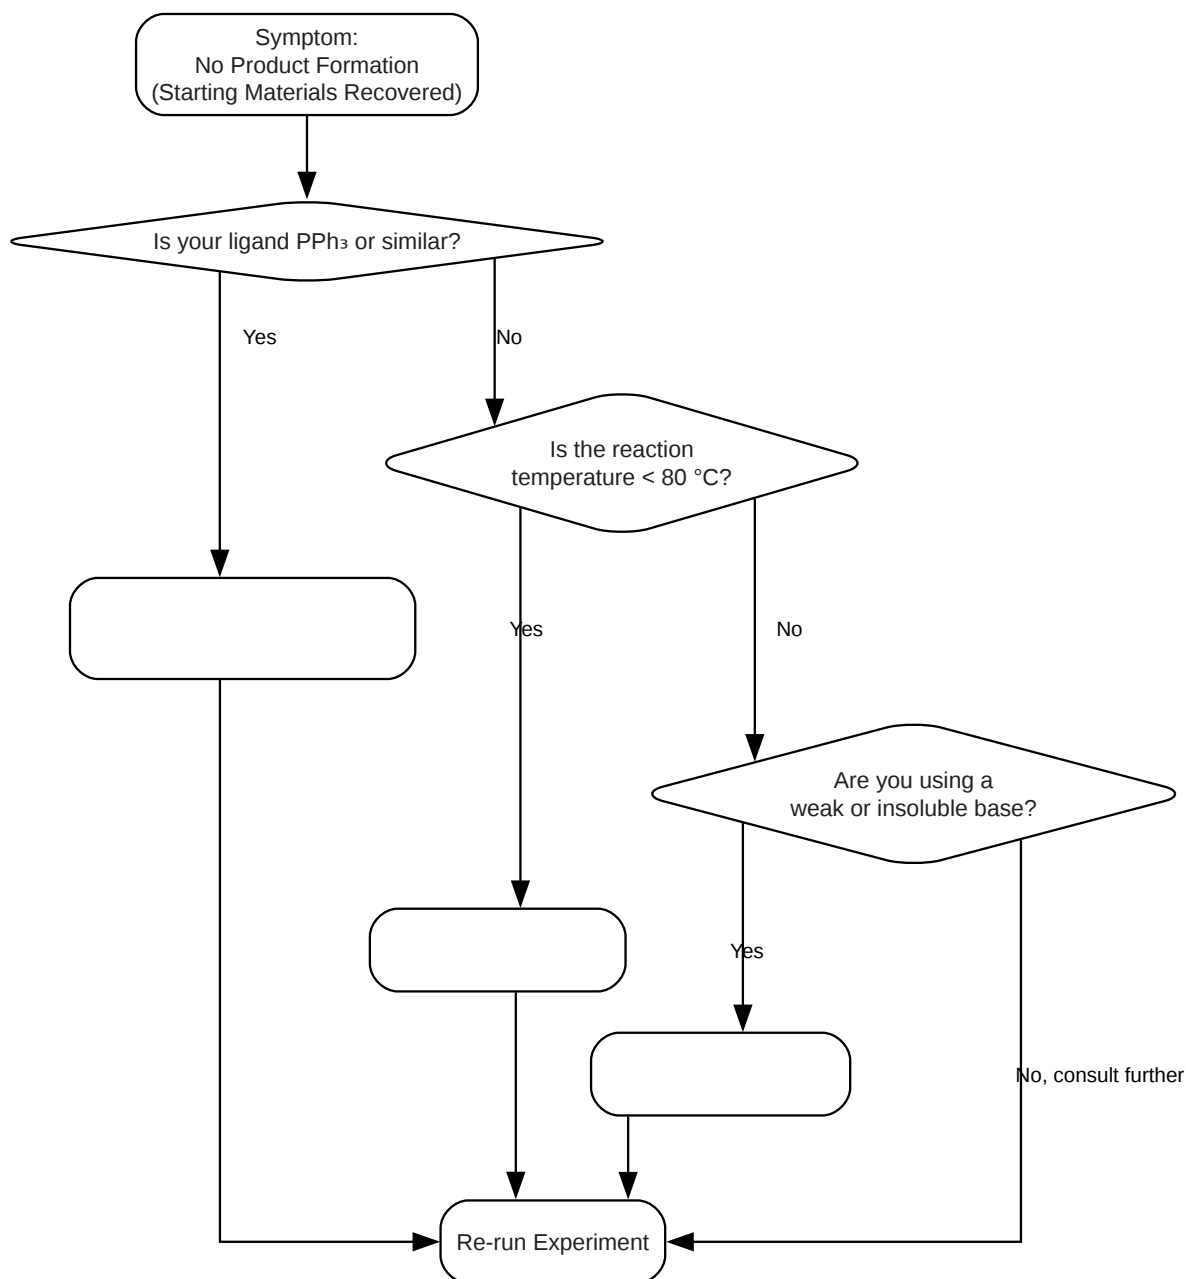 Symptom:
No Product Formation
(Starting Materials Recovered)
Is your ligand PPh₃ or similar?
Yes
No
Is the reaction
temperature < 80 °C?
Yes
No
Are you using a
weak or insoluble base?
Yes
No, consult further
Re-run Experiment